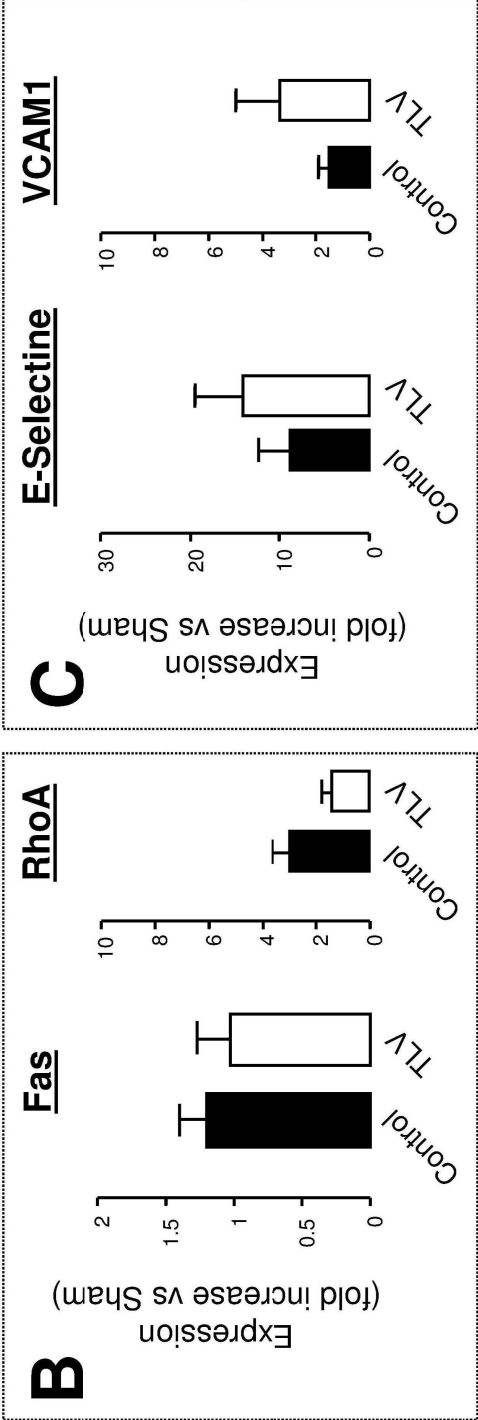 B
Fas
Expression
(fold increase vs Sham)
2
1.5
1
0.5
0
Control
TLV
RhoA
10
8
6
4
2
0
Control
TLV
C
E-Selectine
Expression
(fold increase vs Sham)
30
20
10
0
Control
TLV
VCAM1
10
8
6
4
2
0
Control
TLV